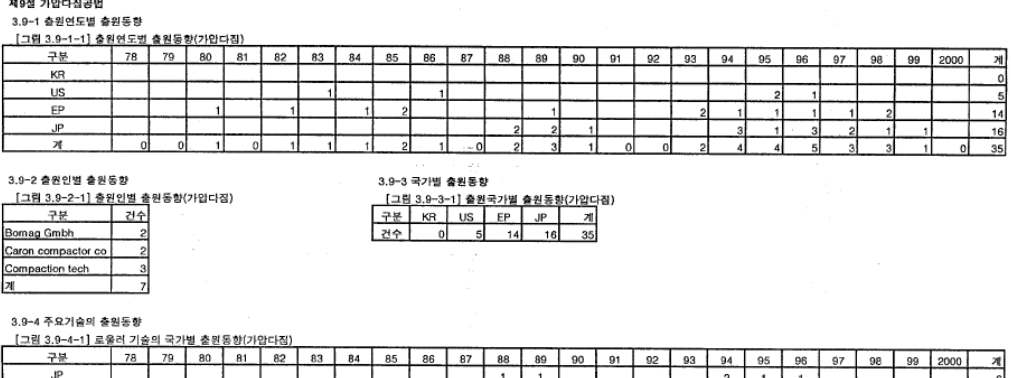 제9절 가압다짐공법
3.9-1 출원연도별 출원동향
[그림 3.9-1-1] 출원연도별 출원동향(가압다짐)
구분 78 79 80 81 82 83 84 85 86 87 88 89 90 91 92 93 94 95 96 97 98 99 2000 계
KR 0
US 1 1 2 1 5
EP 1 1 1 2 1 2 1 1 1 1 2 14
JP 2 2 1 3 1 3 2 1 1 16
계 0 0 1 0 1 1 1 2 1 0 2 3 1 0 0 2 4 4 5 3 3 1 0 35
3.9-2 출원인별 출원동향
[그림 3.9-2-1] 출원인별 출원동향(가압다짐)
구분 건수
Bomag Gmbh 2
Caron compactor co 2
Compaction tech 3
계 7
3.9-3 국가별 출원동향
[그림 3.9-3-1] 출원국가별 출원동향(가압다짐)
구분 KR US EP JP 계
건수 0 5 14 16 35
3.9-4 주요기술의 출원동향
[그림 3.9-4-1] 로울러 기술의 국가별 출원동향(가압다짐)
구분 78 79 80 81 82 83 84 85 86 87 88 89 90 91 92 93 94 95 96 97 98 99 2000 계
JP 1 1 2 1 1